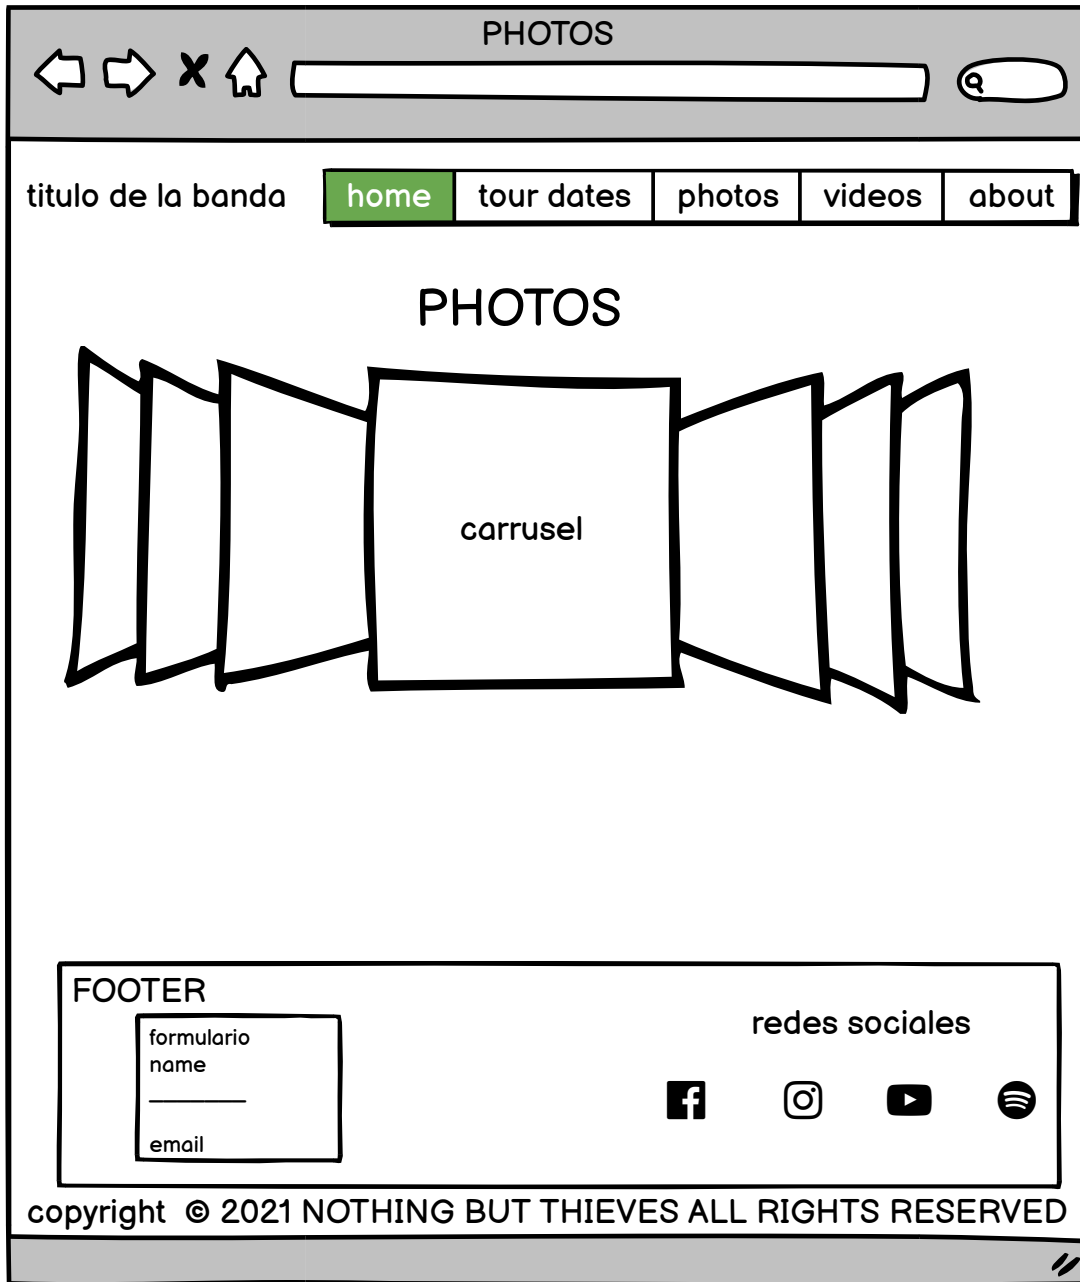 PHOTOS
titulo de la banda
home tour dates photos videos about
PHOTOS
carrusel
FOOTER
formulario
name
email
redes sociales
copyright © 2021 NOTHING BUT THIEVES ALL RIGHTS RESERVED